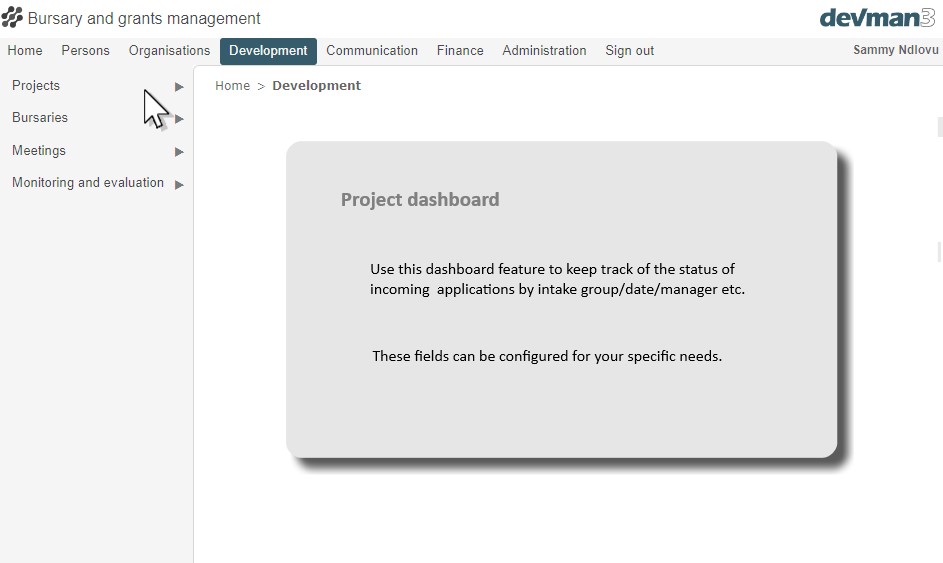 Bursary and grants management
devman3
Home Persons Organisations Development Communication Finance Administration Sign out Sammy Ndlovu
Projects
Bursaries
Meetings
Monitoring and evaluation
Home > Development
Project dashboard
Use this dashboard feature to keep track of the status of
incoming applications by intake group/date/manager etc.
These fields can be configured for your specific needs.